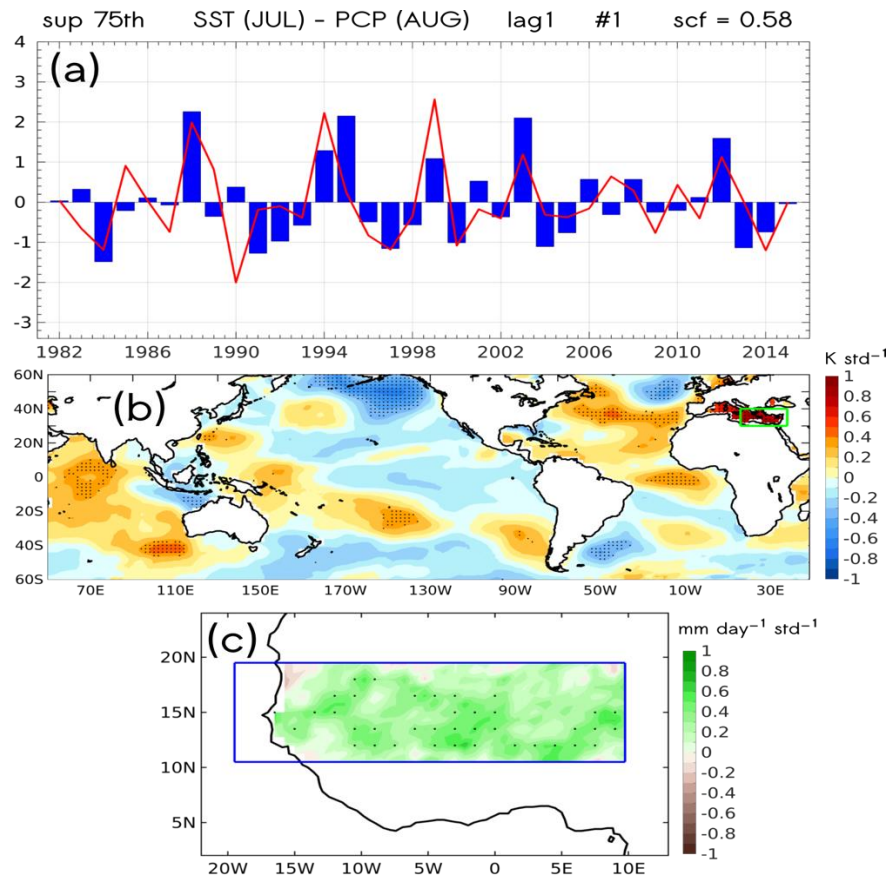 sup 75th SST (JUL) – PCP (AUG) lag1 #1 scf = 0.58
(a)
4
3
2
1
0
-1
-2
-3
1982 1986 1990 1994 1998 2002 2006 2010 2014
K std⁻¹
(b)
60N
40N
20N
0
20S
40S
60S
70E 110E 150E 170W 130W 90W 50W 10W 30E
1
0.8
0.6
0.4
0.2
0
-0.2
-0.4
-0.6
-0.8
-1
(c)
mm day⁻¹ std⁻¹
20N
15N
10N
5N
20W 15W 10W 5W 0 5E 10E
1
0.8
0.6
0.4
0.2
0
-0.2
-0.4
-0.6
-0.8
-1